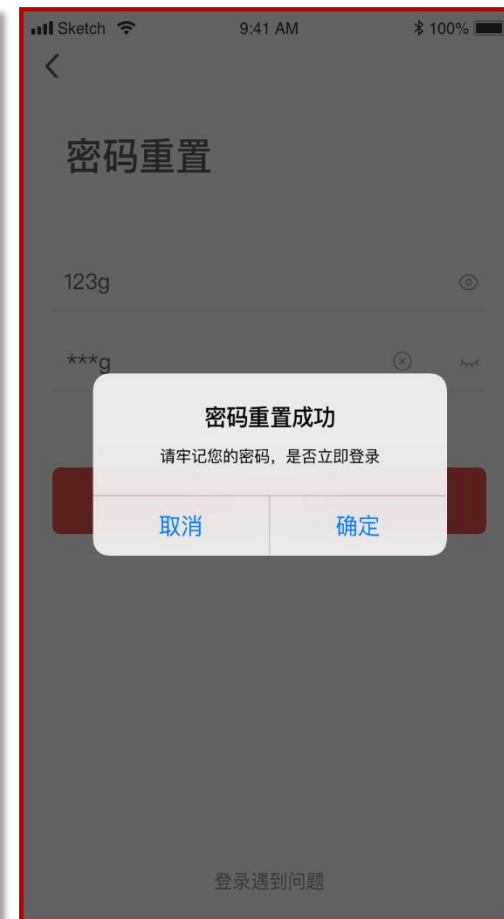 Sketch 9:41 AM 100%
密码重置
123g
***g
密码重置成功
请牢记您的密码，是否立即登录
取消 确定
登录遇到问题